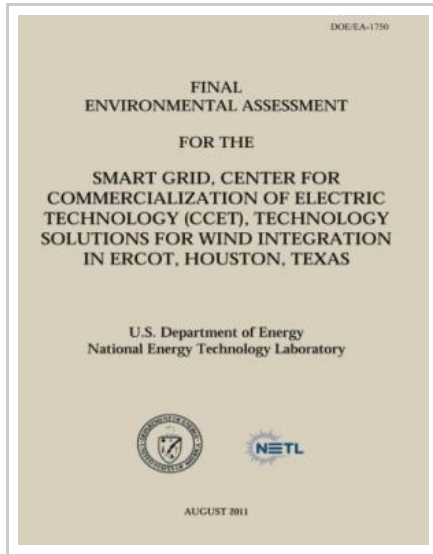 DOE/EA-1750
FINAL
ENVIRONMENTAL ASSESSMENT
FOR THE
SMART GRID, CENTER FOR
COMMERCIALIZATION OF ELECTRIC
TECHNOLOGY (CCET), TECHNOLOGY
SOLUTIONS FOR WIND INTEGRATION
IN ERCOT, HOUSTON, TEXAS
U.S. Department of Energy
National Energy Technology Laboratory
NETL
AUGUST 2011